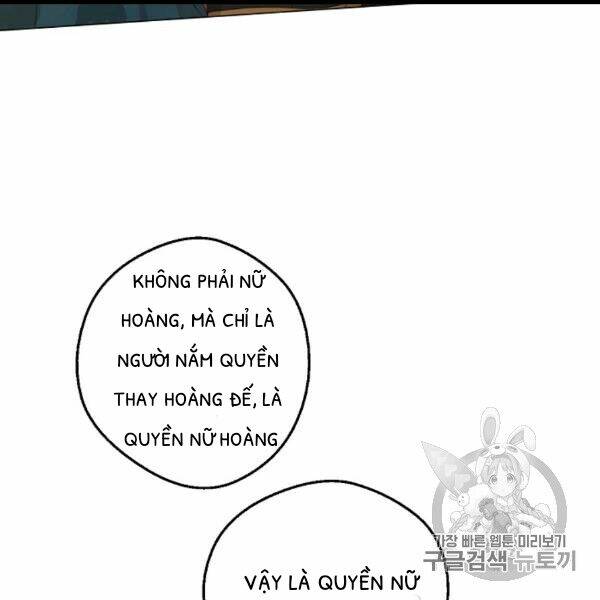 KHÔNG PHẢI NỮ
HOÀNG, MÀ CHỈ LÀ
NGƯỜI NẮM QUYỀN
THAY HOÀNG ĐẾ, LÀ
QUYỀN NỮ HOÀNG
가장 빠른 웹툰 미리보기
구글검색 뉴토끼
VẬY LÀ QUYỀN NỮ